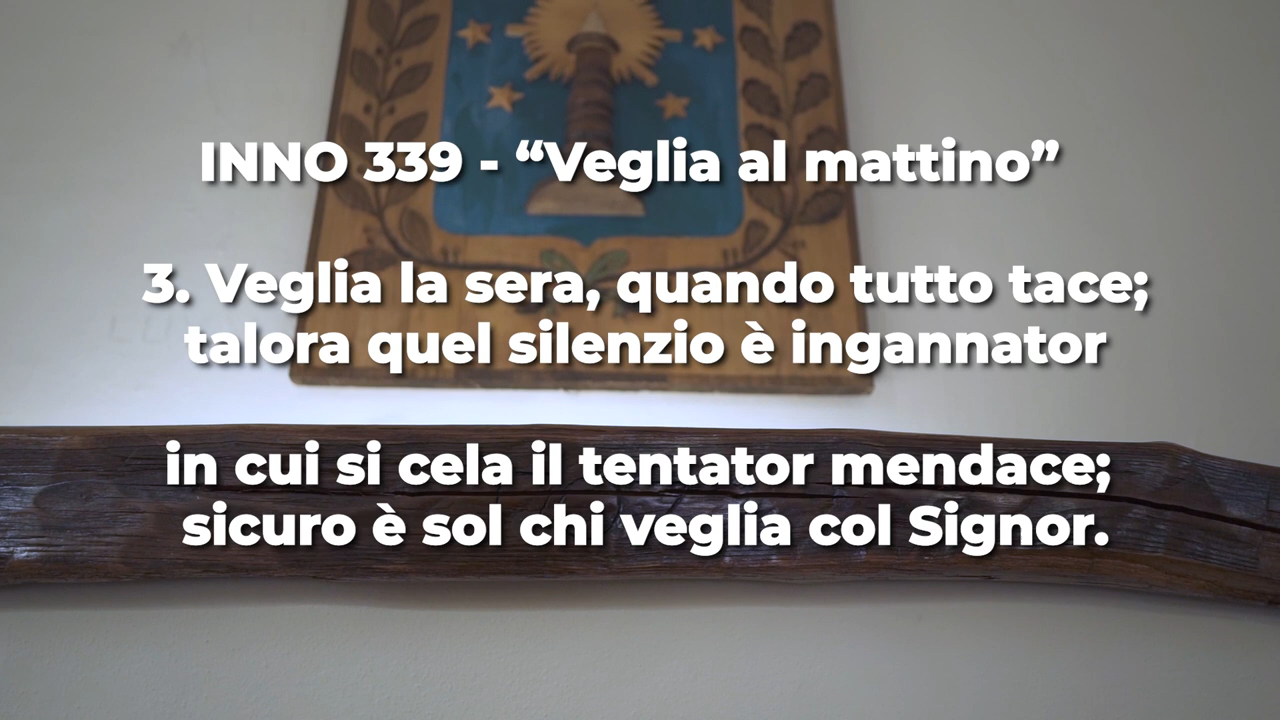 INNO 339 - “Veglia al mattino”
3. Veglia la sera, quando tutto tace;
talora quel silenzio è ingannator
in cui si cela il tentator mendace;
sicuro è sol chi veglia col Signor.